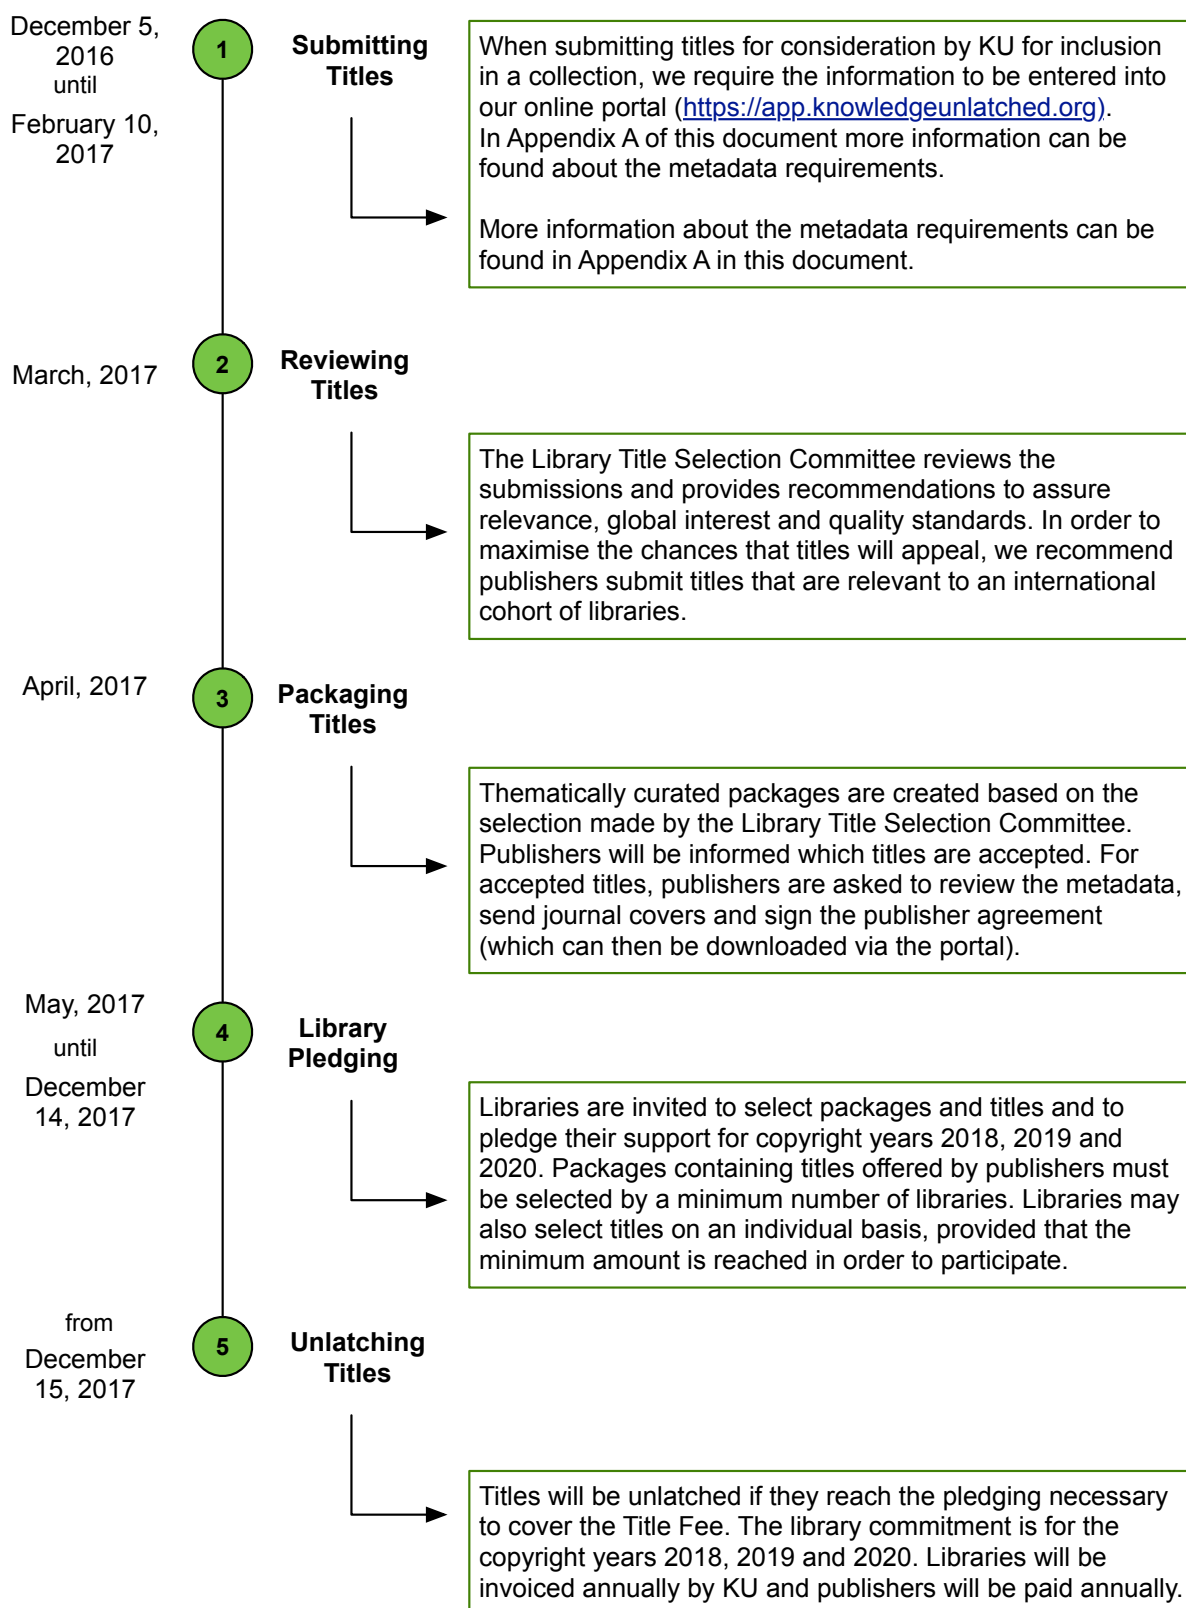 December 5,
2016
until
February 10,
2017
1
Submitting
Titles
When submitting titles for consideration by KU for inclusion
in a collection, we require the information to be entered into
our online portal (https://app.knowledgeunlatched.org).
In Appendix A of this document more information can be
found about the metadata requirements.
More information about the metadata requirements can be
found in Appendix A in this document.
March, 2017
2
Reviewing
Titles
The Library Title Selection Committee reviews the
submissions and provides recommendations to assure
relevance, global interest and quality standards. In order to
maximise the chances that titles will appeal, we recommend
publishers submit titles that are relevant to an international
cohort of libraries.
April, 2017
3
Packaging
Titles
Thematically curated packages are created based on the
selection made by the Library Title Selection Committee.
Publishers will be informed which titles are accepted. For
accepted titles, publishers are asked to review the metadata,
send journal covers and sign the publisher agreement
(which can then be downloaded via the portal).
May, 2017
until
December
14, 2017
4
Library
Pledging
Libraries are invited to select packages and titles and to
pledge their support for copyright years 2018, 2019 and
2020. Packages containing titles offered by publishers must
be selected by a minimum number of libraries. Libraries may
also select titles on an individual basis, provided that the
minimum amount is reached in order to participate.
from
December
15, 2017
5
Unlatching
Titles
Titles will be unlatched if they reach the pledging necessary
to cover the Title Fee. The library commitment is for the
copyright years 2018, 2019 and 2020. Libraries will be
invoiced annually by KU and publishers will be paid annually.